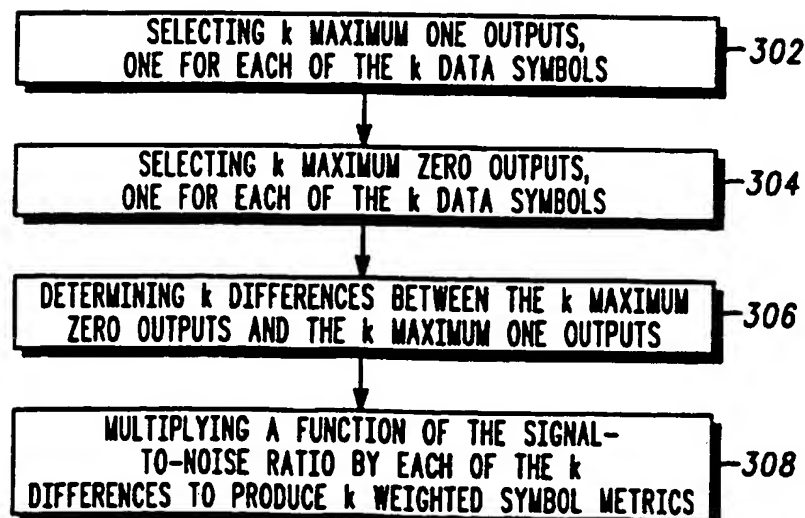 SELECTING k MAXIMUM ONE OUTPUTS,
ONE FOR EACH OF THE k DATA SYMBOLS
302
SELECTING k MAXIMUM ZERO OUTPUTS,
ONE FOR EACH OF THE k DATA SYMBOLS
304
DETERMINING k DIFFERENCES BETWEEN THE k MAXIMUM
ZERO OUTPUTS AND THE k MAXIMUM ONE OUTPUTS
306
MULTIPLYING A FUNCTION OF THE SIGNAL-
TO-NOISE RATIO BY EACH OF THE k
DIFFERENCES TO PRODUCE k WEIGHTED SYMBOL METRICS
308